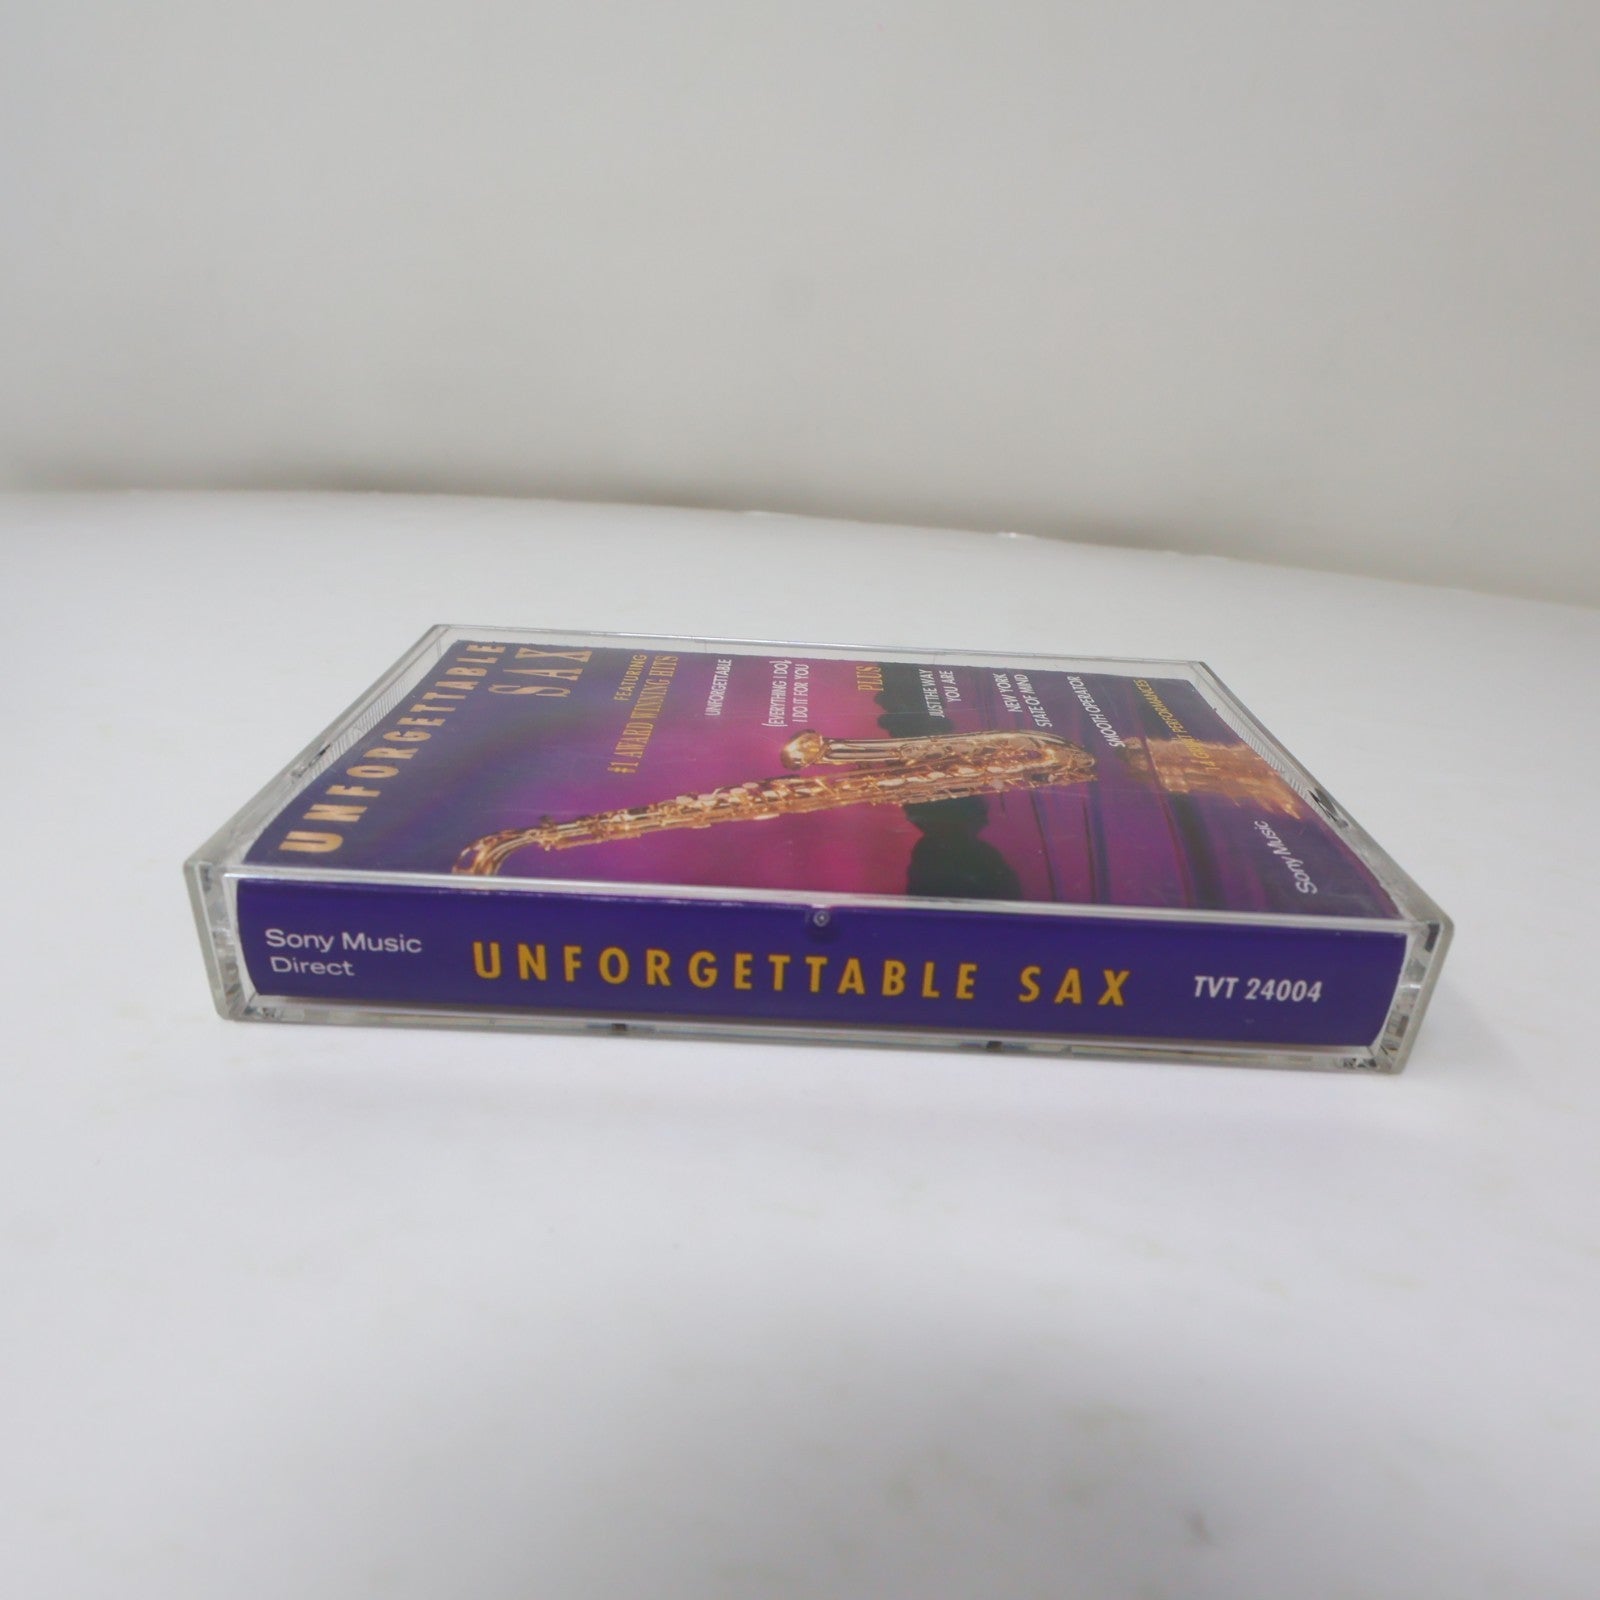 UNFORGETTABLE
SAX
FEATURING
#1 AWARD WINNING HITS
UNFORGETTABLE
(EVERYTHING I DO),
I DO IT FOR YOU
PLUS
JUST THE WAY
YOU ARE
NEW YORK
STATE OF MIND
SMOOTH OPERATOR
PERFORMANCES
Sony Music
Sony Music
Direct
UNFORGETTABLE SAX
TVT 24004